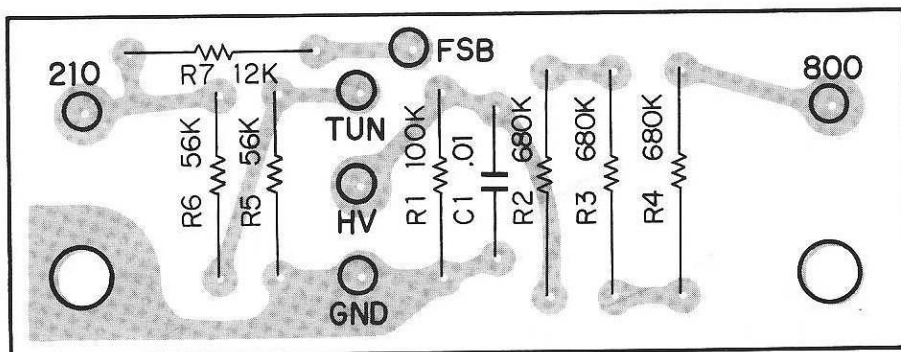 FSB
R7 12K
210
800
TUN
R6 56K
R5 56K
HV
R1 100K
C1 .01
R2 680K
R3 680K
R4 680K
GND